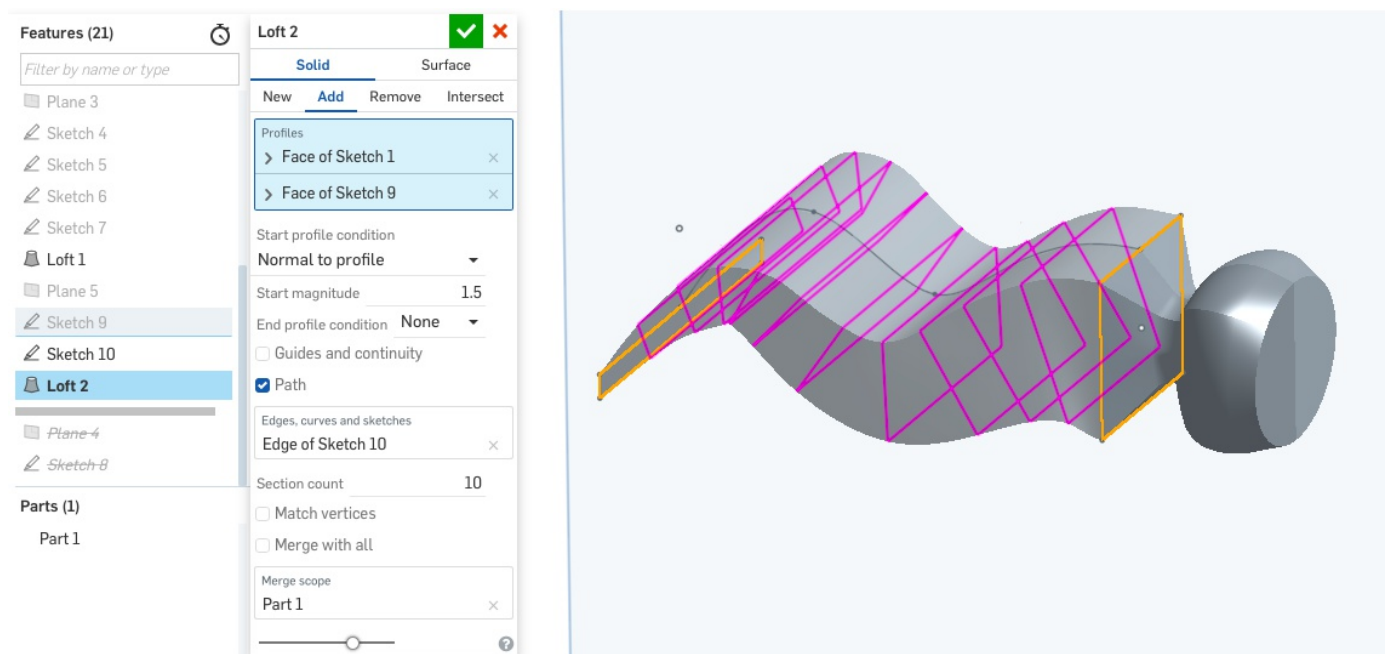 Features (21)
Filter by name or type
Plane 3
Sketch 4
Sketch 5
Sketch 6
Sketch 7
Loft 1
Plane 5
Sketch 9
Sketch 10
Loft 2
Plane 4
Sketch 8
Parts (1)
Part 1
Loft 2
Solid Surface
New Add Remove Intersect
Profiles
Face of Sketch 1
Face of Sketch 9
Start profile condition
Normal to profile
Start magnitude 1.5
End profile condition None
Guides and continuity
Path
Edges, curves and sketches
Edge of Sketch 10
Section count 10
Match vertices
Merge with all
Merge scope
Part 1